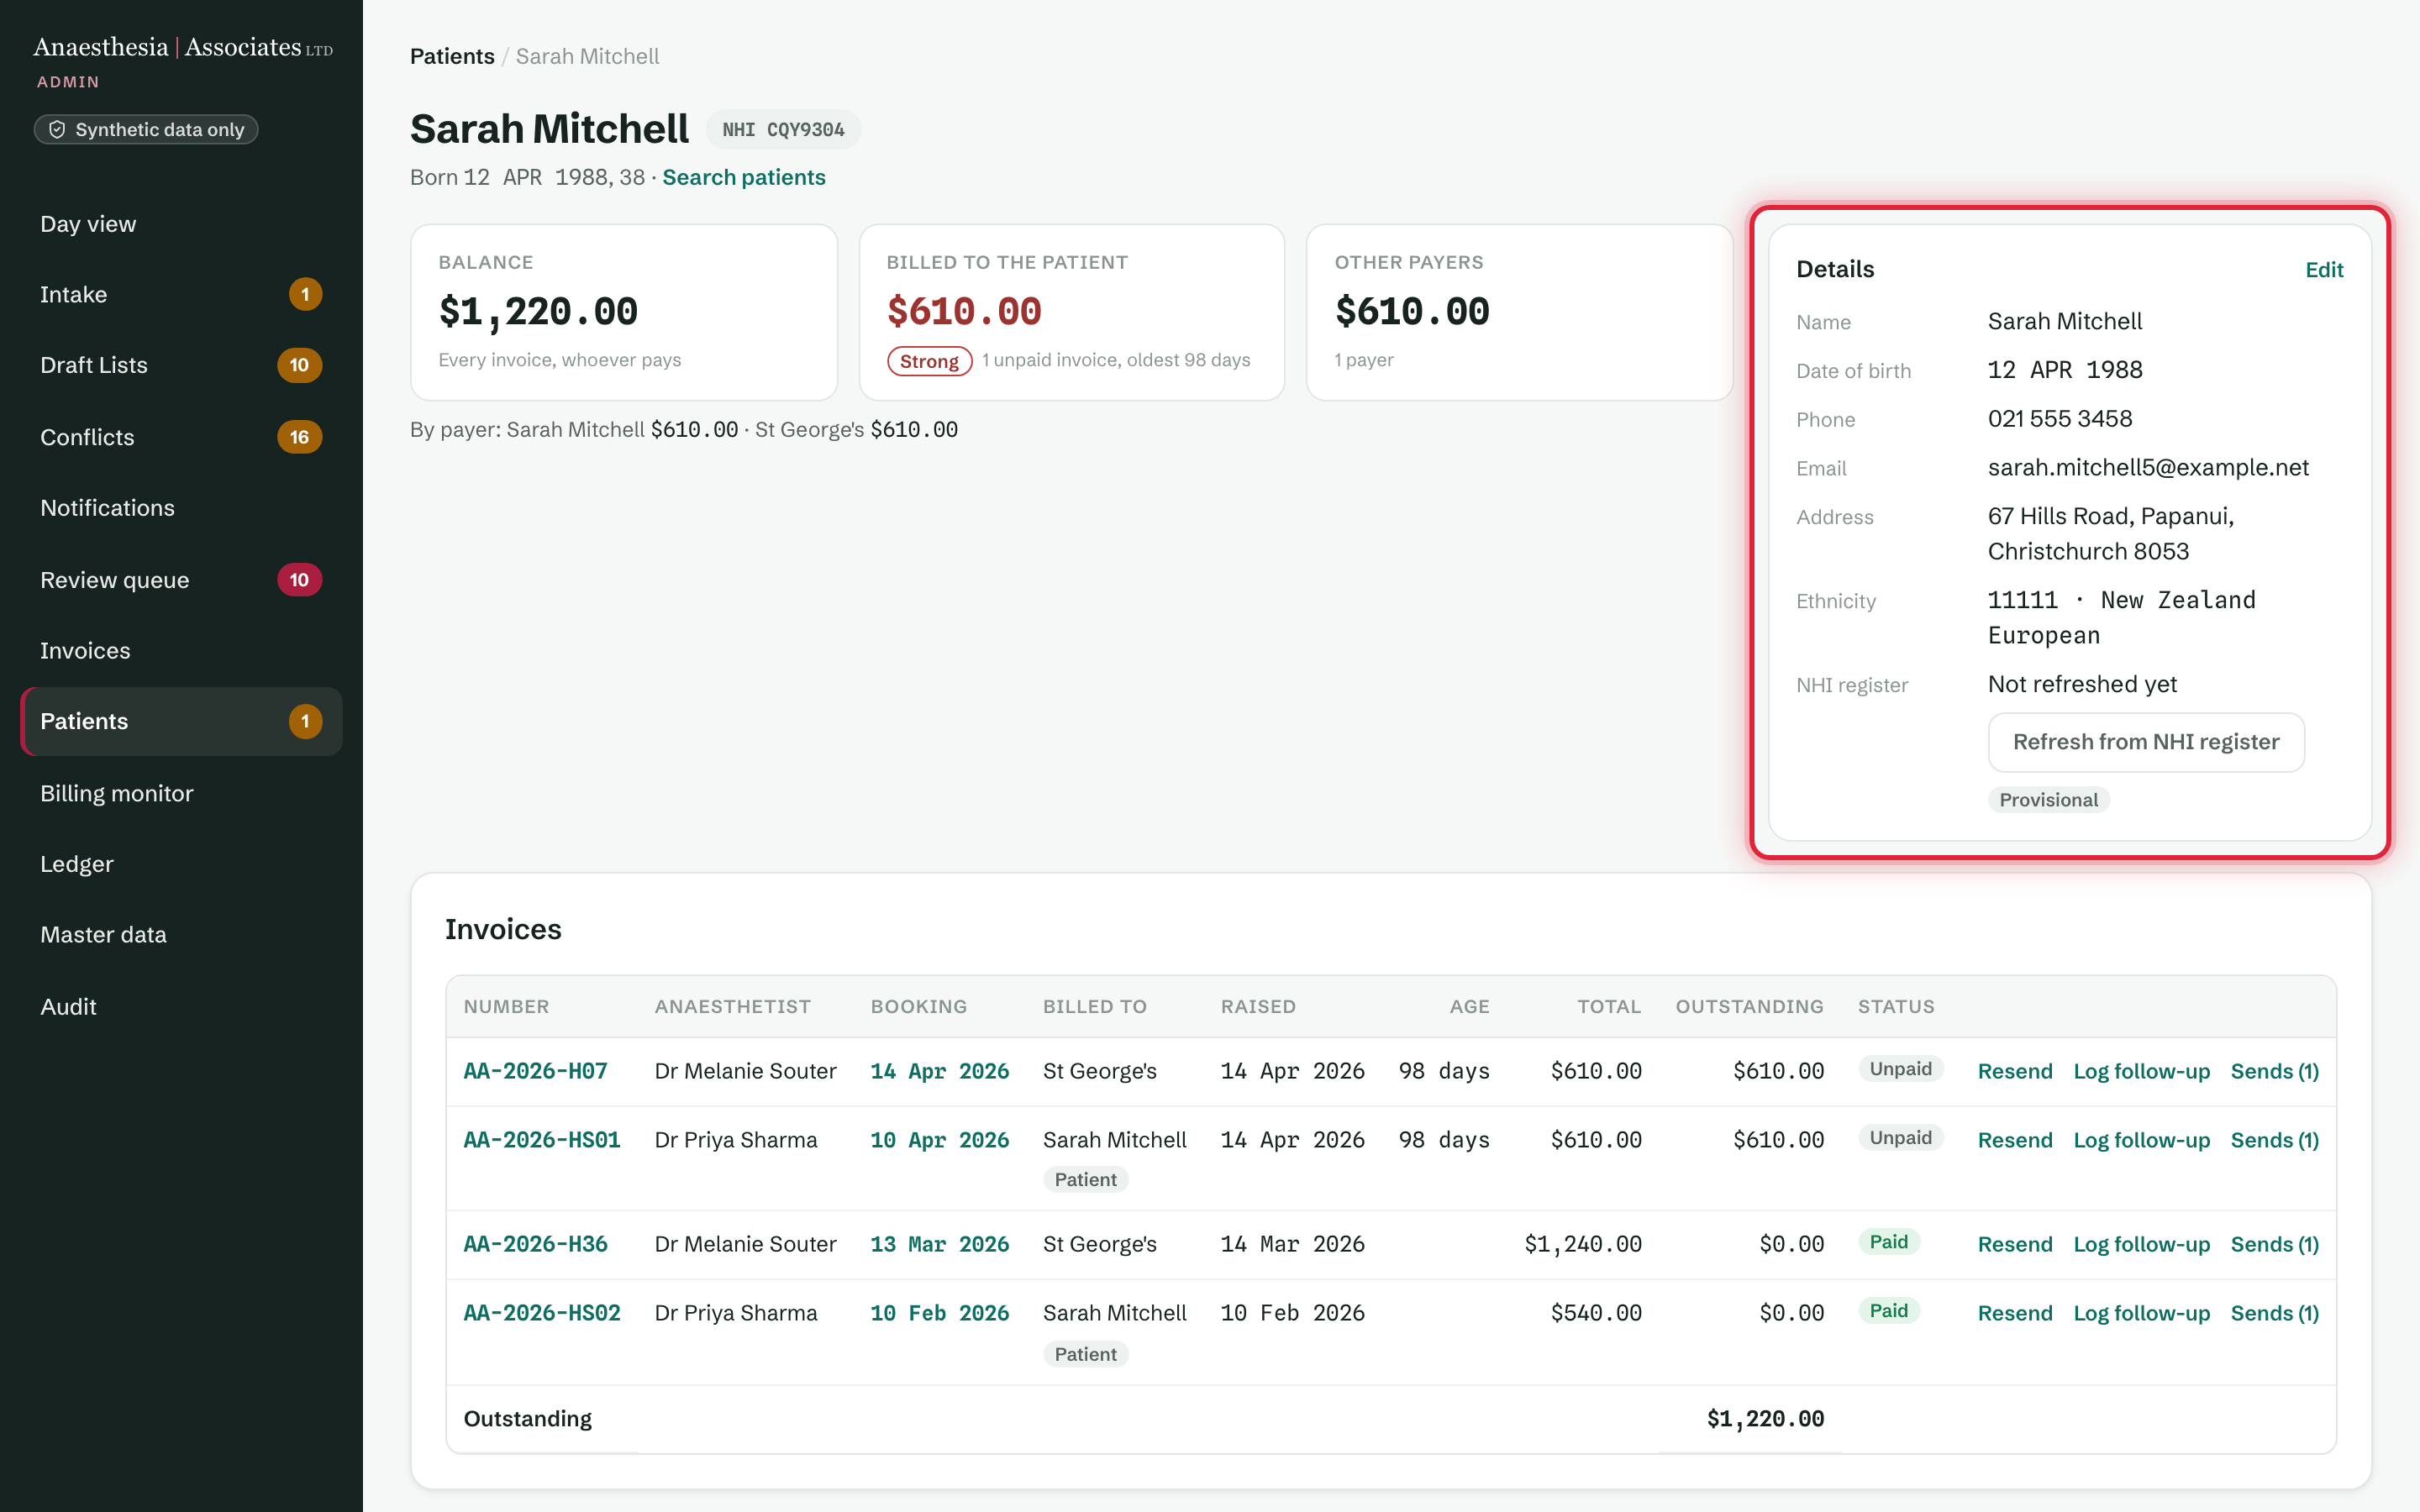 Anaesthesia | Associates LTD
ADMIN
Synthetic data only
Day view
Intake 1
Draft Lists 10
Conflicts 16
Notifications
Review queue 10
Invoices
Patients 1
Billing monitor
Ledger
Master data
Audit
Patients / Sarah Mitchell
Sarah Mitchell NHI CQY9304
Born 12 APR 1988, 38 · Search patients
BALANCE
$1,220.00
Every invoice, whoever pays
BILLED TO THE PATIENT
$610.00
Strong 1 unpaid invoice, oldest 98 days
OTHER PAYERS
$610.00
1 payer
By payer: Sarah Mitchell $610.00 · St George's $610.00
Details Edit
Name Sarah Mitchell
Date of birth 12 APR 1988
Phone 021 555 3458
Email sarah.mitchell5@example.net
Address 67 Hills Road, Papanui,
Christchurch 8053
Ethnicity 11111 · New Zealand
European
NHI register Not refreshed yet
Refresh from NHI register
Provisional
Invoices
NUMBER ANAESTHETIST BOOKING BILLED TO RAISED AGE TOTAL OUTSTANDING STATUS
AA-2026-H07 Dr Melanie Souter 14 Apr 2026 St George's 14 Apr 2026 98 days $610.00 $610.00 Unpaid Resend Log follow-up Sends (1)
AA-2026-HS01 Dr Priya Sharma 10 Apr 2026 Sarah Mitchell 14 Apr 2026 98 days $610.00 $610.00 Unpaid Resend Log follow-up Sends (1)
Patient
AA-2026-H36 Dr Melanie Souter 13 Mar 2026 St George's 14 Mar 2026 $1,240.00 $0.00 Paid Resend Log follow-up Sends (1)
AA-2026-HS02 Dr Priya Sharma 10 Feb 2026 Sarah Mitchell 10 Feb 2026 $540.00 $0.00 Paid Resend Log follow-up Sends (1)
Patient
Outstanding $1,220.00